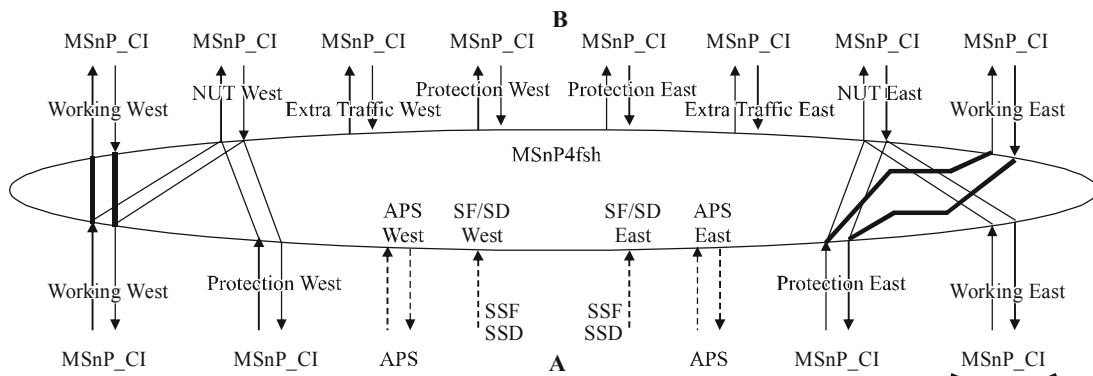 B
MSnP_CI MSnP_CI MSnP_CI MSnP_CI MSnP_CI MSnP_CI MSnP_CI MSnP_CI
Working West NUT West Extra Traffic West Protection West Protection East Extra Traffic East NUT East Working East
MSnP4fsh
APS West
SF/SD West
SF/SD East
APS East
Working West Protection West SSF SSD SSF SSD Protection East Working East
MSnP_CI MSnP_CI APS A APS MSnP_CI MSnP_CI